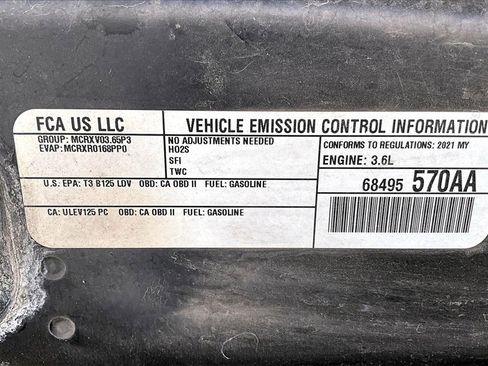 FCA US LLC
VEHICLE EMISSION CONTROL INFORMATION
GROUP: MCRXV03.65P3
EVAP: MCRXR0168PP0
NO ADJUSTMENTS NEEDED
HO2S
SFI
TWC
CONFORMS TO REGULATIONS: 2021 MY
ENGINE: 3.6L
U.S. EPA: T3 B125 LDV OBD: CA OBD II FUEL: GASOLINE
CA: ULEV125 PC OBD: CA OBD II FUEL: GASOLINE
68495 570AA